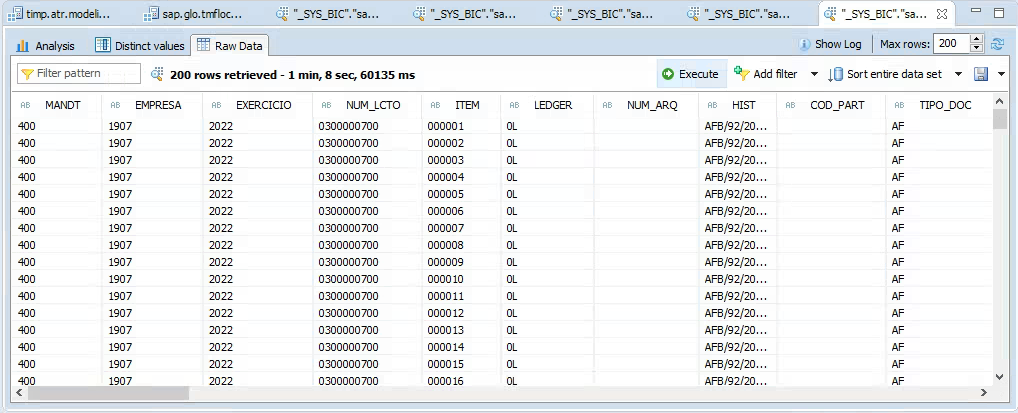 timp.atr.modeli... sap.glo.tmfloc... "_SYS_BIC"."sa... "_SYS_BIC"."sa... "_SYS_BIC"."sa... "_SYS_BIC"."sa... "_SYS_BIC"."sa...
Analysis Distinct values Raw Data Show Log Max rows: 200
Filter pattern 200 rows retrieved - 1 min, 8 sec, 60135 ms Execute Add filter Sort entire data set
AB MANDT AB EMPRESA AB EXERCICIO AB NUM_LCTO AB ITEM AB LEDGER AB NUM_ARQ AB HIST AB COD_PART AB TIPO_DOC
400 1907 2022 0300000700 000001 0L AFB/92/20... AF
400 1907 2022 0300000700 000002 0L AFB/92/20... AF
400 1907 2022 0300000700 000003 0L AFB/92/20... AF
400 1907 2022 0300000700 000004 0L AFB/92/20... AF
400 1907 2022 0300000700 000005 0L AFB/92/20... AF
400 1907 2022 0300000700 000006 0L AFB/92/20... AF
400 1907 2022 0300000700 000007 0L AFB/92/20... AF
400 1907 2022 0300000700 000008 0L AFB/92/20... AF
400 1907 2022 0300000700 000009 0L AFB/92/20... AF
400 1907 2022 0300000700 000010 0L AFB/92/20... AF
400 1907 2022 0300000700 000011 0L AFB/92/20... AF
400 1907 2022 0300000700 000012 0L AFB/92/20... AF
400 1907 2022 0300000700 000013 0L AFB/92/20... AF
400 1907 2022 0300000700 000014 0L AFB/92/20... AF
400 1907 2022 0300000700 000015 0L AFB/92/20... AF
400 1907 2022 0300000700 000016 0L AFB/92/20... AF